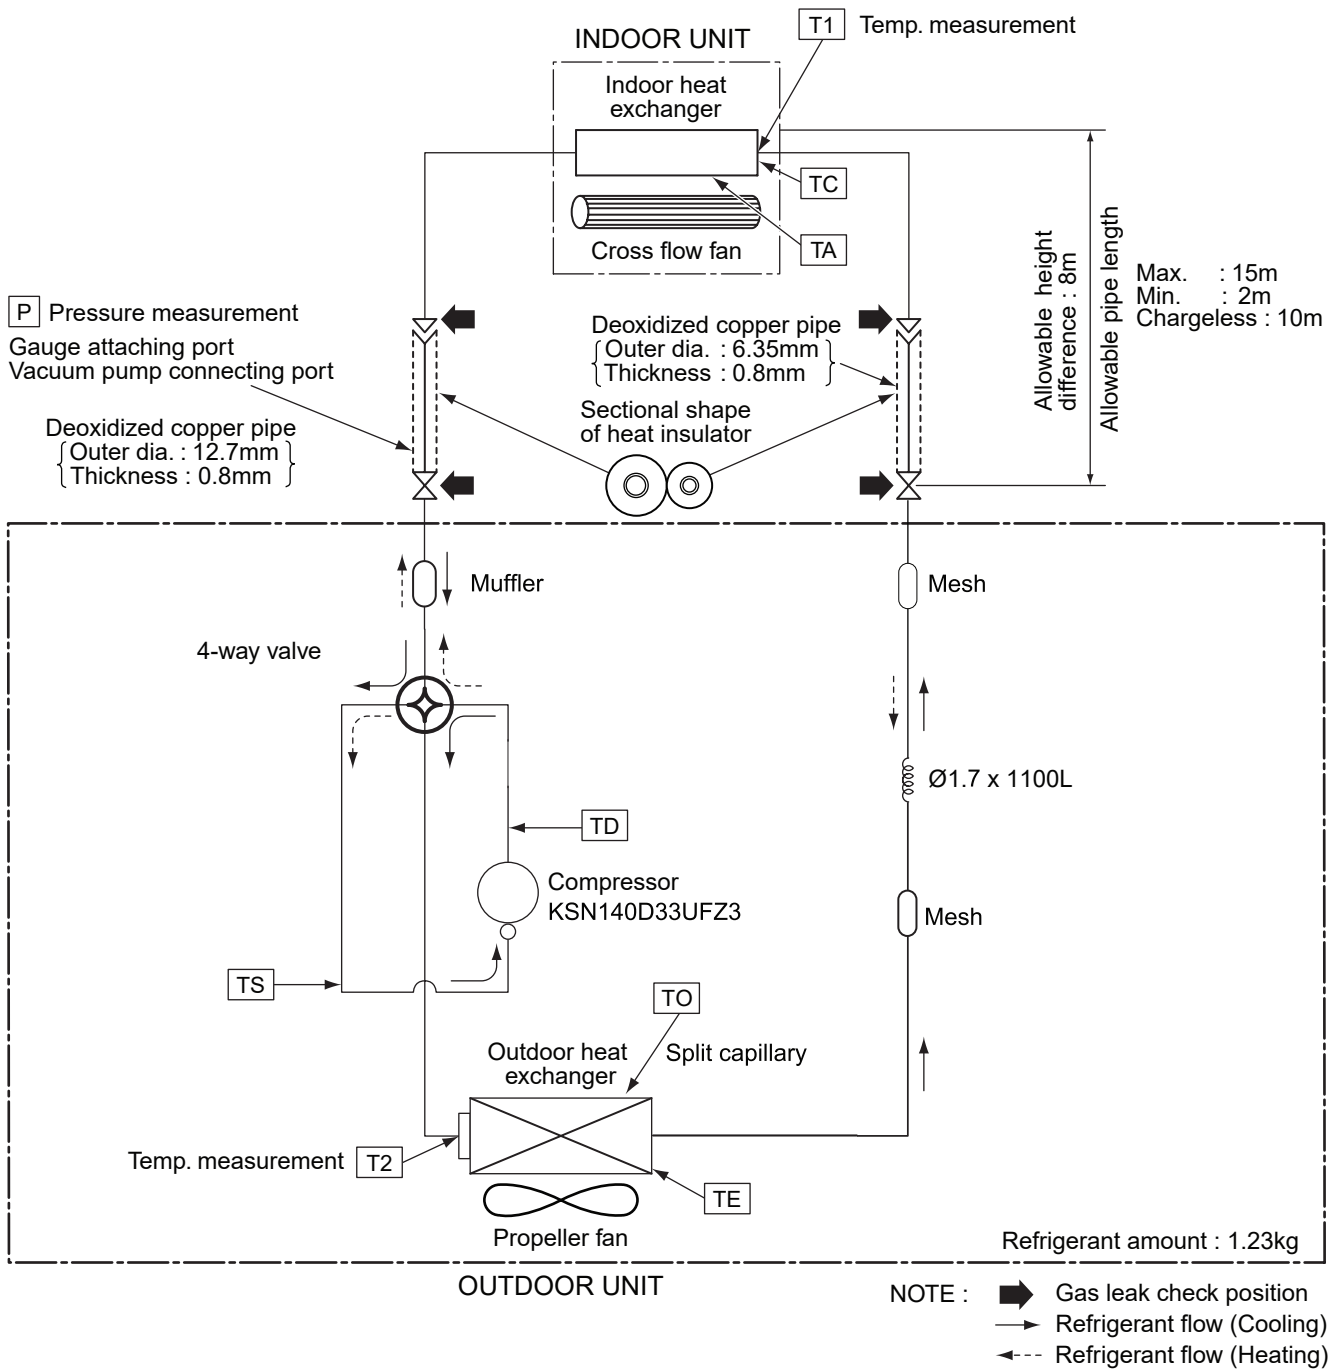 T1 Temp. measurement
INDOOR UNIT
Indoor heat
exchanger
TC
TA
Cross flow fan
Allowable height
difference : 8m
Allowable pipe length
Max. : 15m
Min. : 2m
Chargeless : 10m
P Pressure measurement
Gauge attaching port
Vacuum pump connecting port
Deoxidized copper pipe
Outer dia. : 12.7mm
Thickness : 0.8mm
Deoxidized copper pipe
Outer dia. : 6.35mm
Thickness : 0.8mm
Sectional shape
of heat insulator
Muffler
Mesh
4-way valve
Ø1.7 x 1100L
TD
Compressor
KSN140D33UFZ3
Mesh
TS
TO
Outdoor heat
exchanger
Split capillary
Temp. measurement T2
TE
Propeller fan
Refrigerant amount : 1.23kg
OUTDOOR UNIT
NOTE : Gas leak check position
Refrigerant flow (Cooling)
Refrigerant flow (Heating)